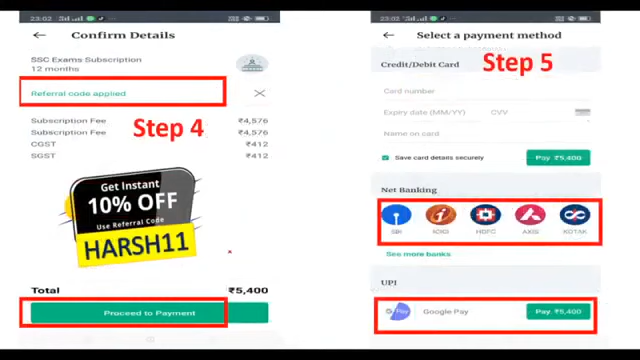 23:02
Confirm Details
SSC Exams Subscription
12 months
Referral code applied
Step 4
Subscription Fee ₹4,576
Subscription Fee ₹4,576
CGST ₹412
SGST ₹412
Get Instant
10% OFF
Use Referral Code
HARSH11
Total ₹5,400
Proceed to Payment
23:02
Select a payment method
Credit/Debit Card
Step 5
Card number
Expiry date (MM/YY) CVV
Name on card
Save card details securely Pay ₹5,400
Net Banking
SBI ICICI HDFC AXIS KOTAK
See more banks
UPI
G Pay Google Pay Pay ₹5,400